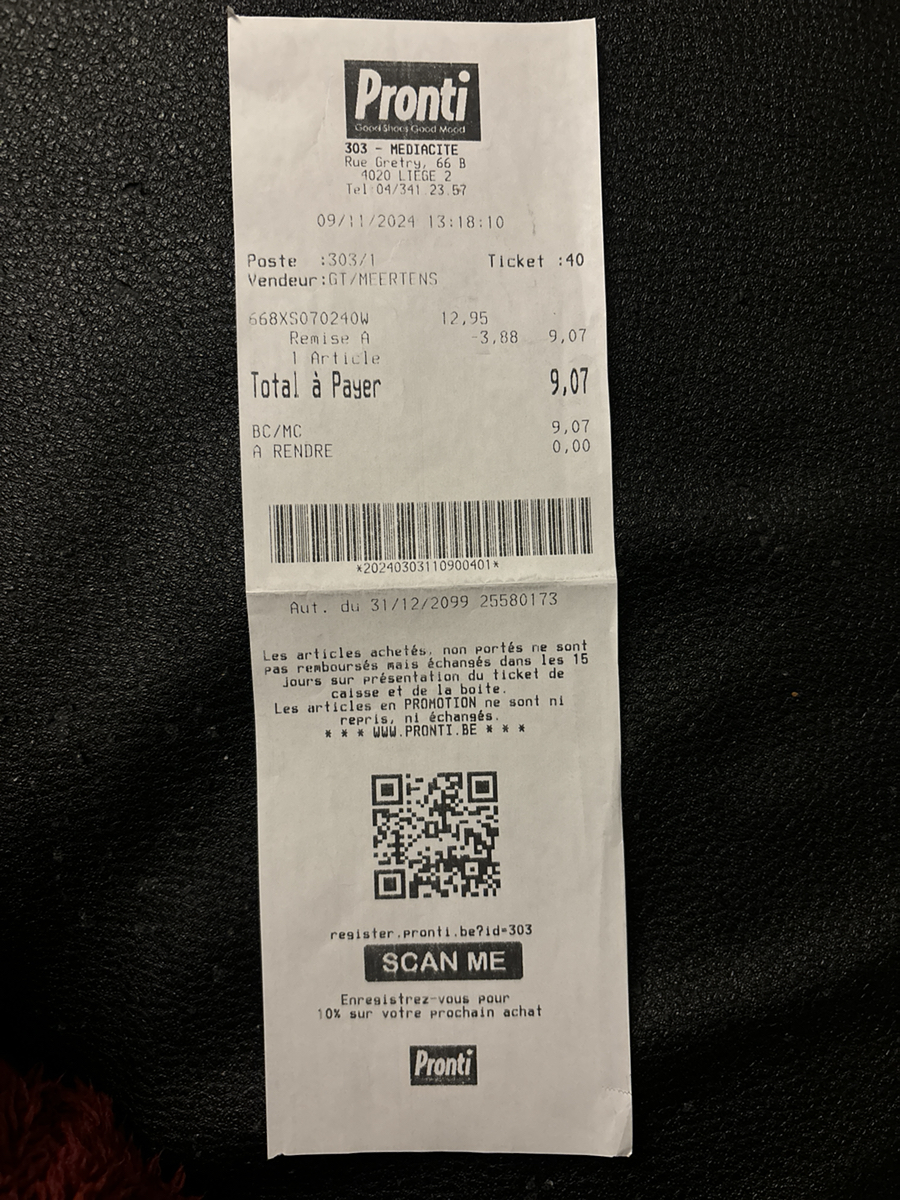 Pronti
Good Shoes Good Mood
303 - MEDIACITE
Rue Gretry, 66 B
4020 LIEGE 2
Tel 04/341.23.57
09/11/2024 13:18:10
Poste :303/1 Ticket :40
Vendeur:GT/MEERTENS
668XS070240W 12,95
Remise A -3,88 9,07
1 Article
Total à Payer 9,07
BC/MC 9,07
A RENDRE 0,00
*20240303110900401*
Aut. du 31/12/2099 25580173
Les articles achetés, non portés ne sont
pas remboursés mais échangés dans les 15
jours sur présentation du ticket de
caisse et de la boite.
Les articles en PROMOTION ne sont ni
repris, ni échangés.
* * * WWW.PRONTI.BE * * *
register.pronti.be?id=303
SCAN ME
Enregistrez-vous pour
10% sur votre prochain achat
Pronti